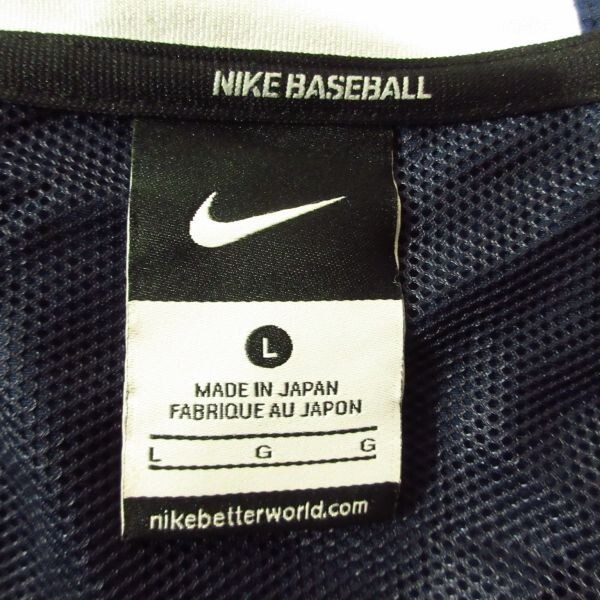 NIKE BASEBALL
L
MADE IN JAPAN
FABRIQUE AU JAPON
L G G
nikebetterworld.com